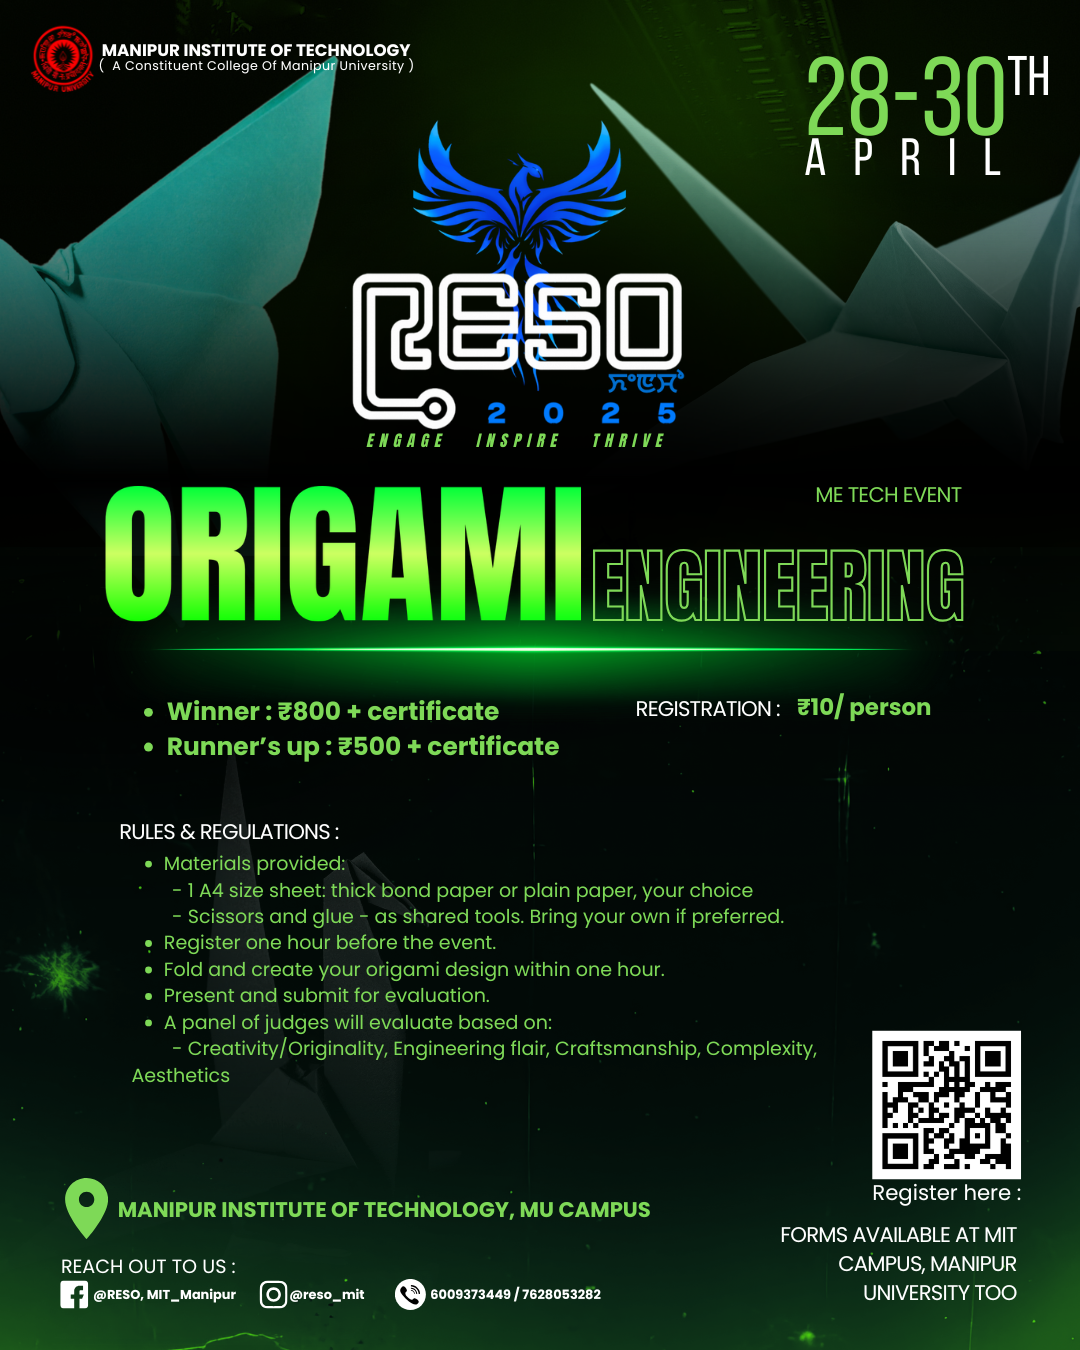 MANIPUR INSTITUTE OF TECHNOLOGY
( A Constituent College Of Manipur University )
28-30TH
APRIL
RESO
2025
ENGAGE INSPIRE THRIVE
ME TECH EVENT
ORIGAMI ENGINEERING
• Winner : ₹800 + certificate
• Runner’s up : ₹500 + certificate
REGISTRATION : ₹10/ person
RULES & REGULATIONS :
• Materials provided:
- 1 A4 size sheet: thick bond paper or plain paper, your choice
- Scissors and glue - as shared tools. Bring your own if preferred.
• Register one hour before the event.
• Fold and create your origami design within one hour.
• Present and submit for evaluation.
• A panel of judges will evaluate based on:
- Creativity/Originality, Engineering flair, Craftsmanship, Complexity,
Aesthetics
Register here :
FORMS AVAILABLE AT MIT
CAMPUS, MANIPUR
UNIVERSITY TOO
MANIPUR INSTITUTE OF TECHNOLOGY, MU CAMPUS
REACH OUT TO US :
@RESO, MIT_Manipur @reso_mit 6009373449 / 7628053282